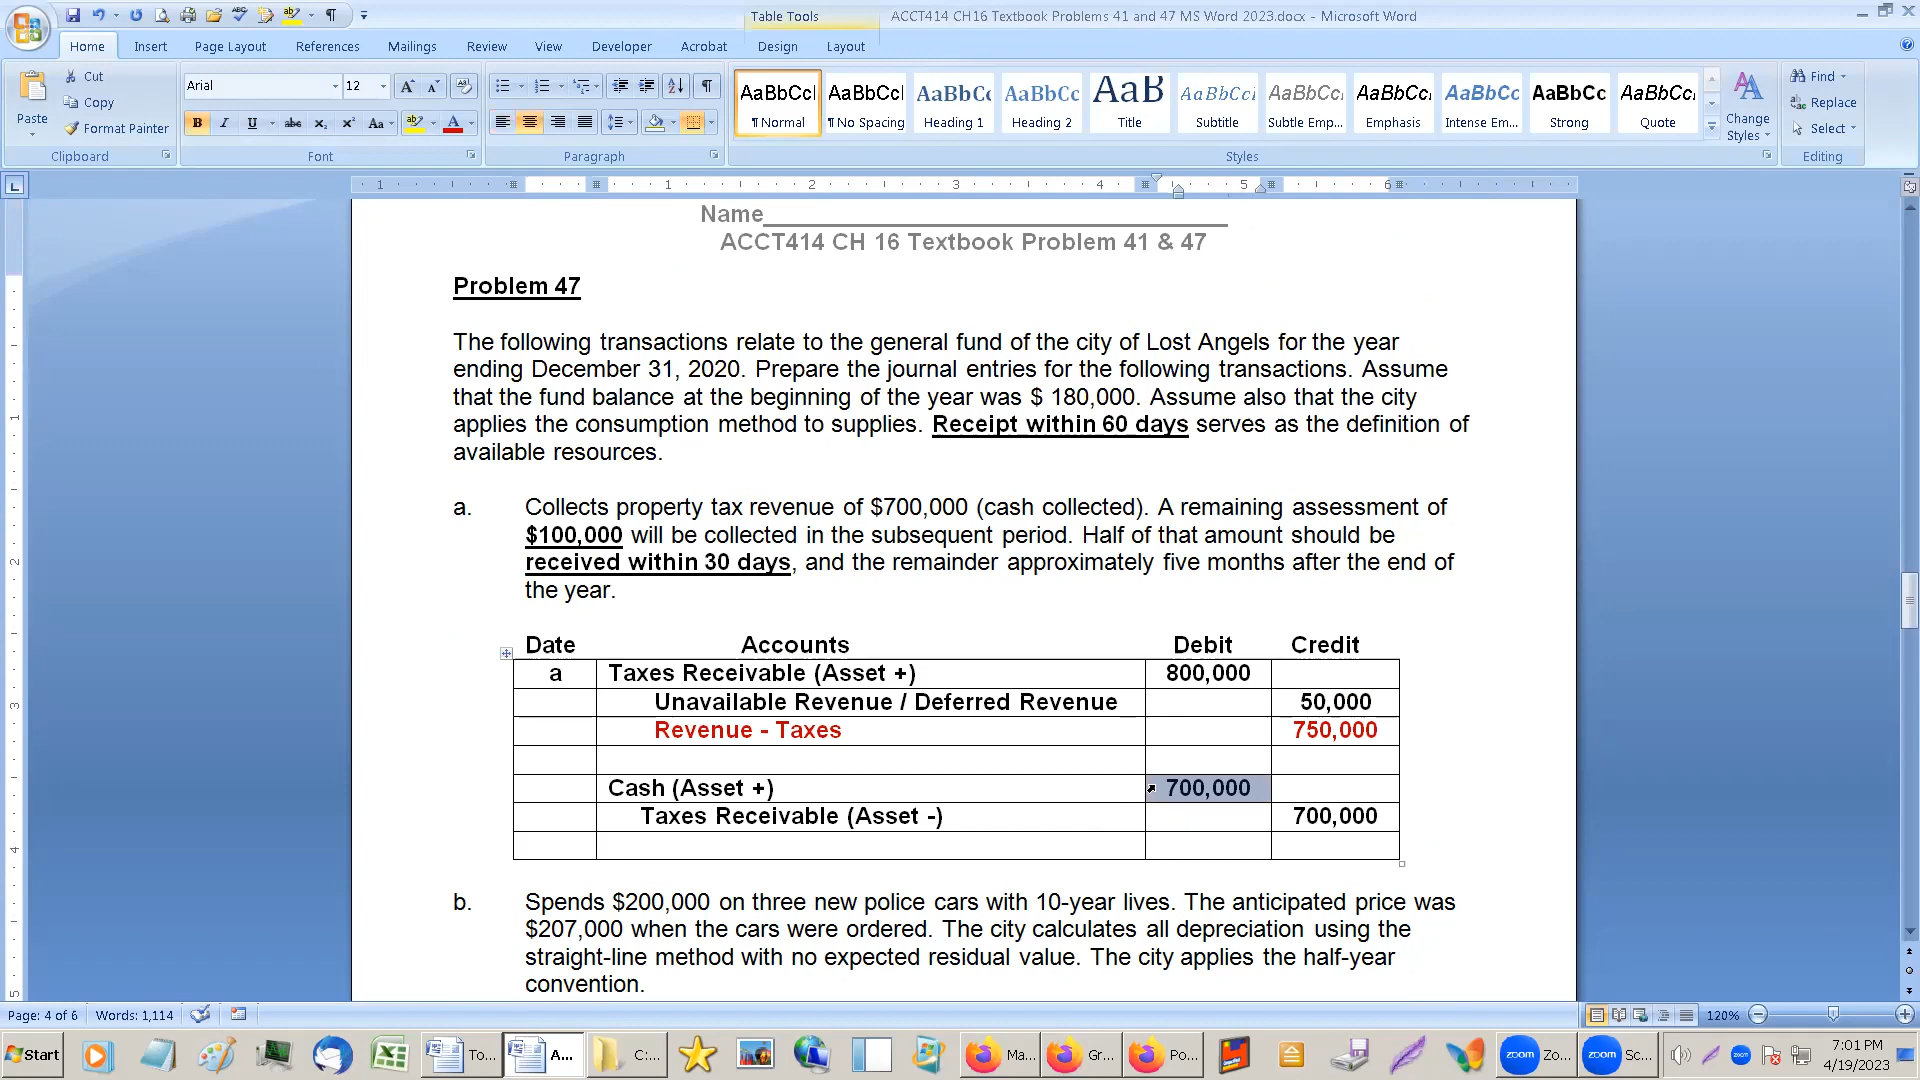 ACCT414 CH16 Textbook Problems 41 and 47 MS Word 2023.docx - Microsoft Word
Table Tools
Home Insert Page Layout References Mailings Review View Developer Acrobat Design Layout
Paste
Cut
Copy
Format Painter
Clipboard
Arial 12
Font
Paragraph
AaBbCcI AaBbCcI AaBbCc AaBbCc AaB AaBbCcI AaBbCcI AaBbCcI AaBbCc AaBbCc AaBbCcI
¶ Normal ¶ No Spacing Heading 1 Heading 2 Title Subtitle Subtle Emp... Emphasis Intense Em... Strong Quote
Change Styles
Styles
Find
Replace
Select
Editing
Name
ACCT414 CH 16 Textbook Problem 41 & 47
Problem 47
The following transactions relate to the general fund of the city of Lost Angels for the year
ending December 31, 2020. Prepare the journal entries for the following transactions. Assume
that the fund balance at the beginning of the year was $ 180,000. Assume also that the city
applies the consumption method to supplies. Receipt within 60 days serves as the definition of
available resources.
a. Collects property tax revenue of $700,000 (cash collected). A remaining assessment of
$100,000 will be collected in the subsequent period. Half of that amount should be
received within 30 days, and the remainder approximately five months after the end of
the year.
Date Accounts Debit Credit
a Taxes Receivable (Asset +) 800,000
Unavailable Revenue / Deferred Revenue 50,000
Revenue - Taxes 750,000
Cash (Asset +) 700,000
Taxes Receivable (Asset -) 700,000
b. Spends $200,000 on three new police cars with 10-year lives. The anticipated price was
$207,000 when the cars were ordered. The city calculates all depreciation using the
straight-line method with no expected residual value. The city applies the half-year
convention.
Page: 4 of 6 Words: 1,114 120%
Start To... A... C:... Ma... Gr... Po... zoom Zo... zoom Sc... 7:01 PM
4/19/2023